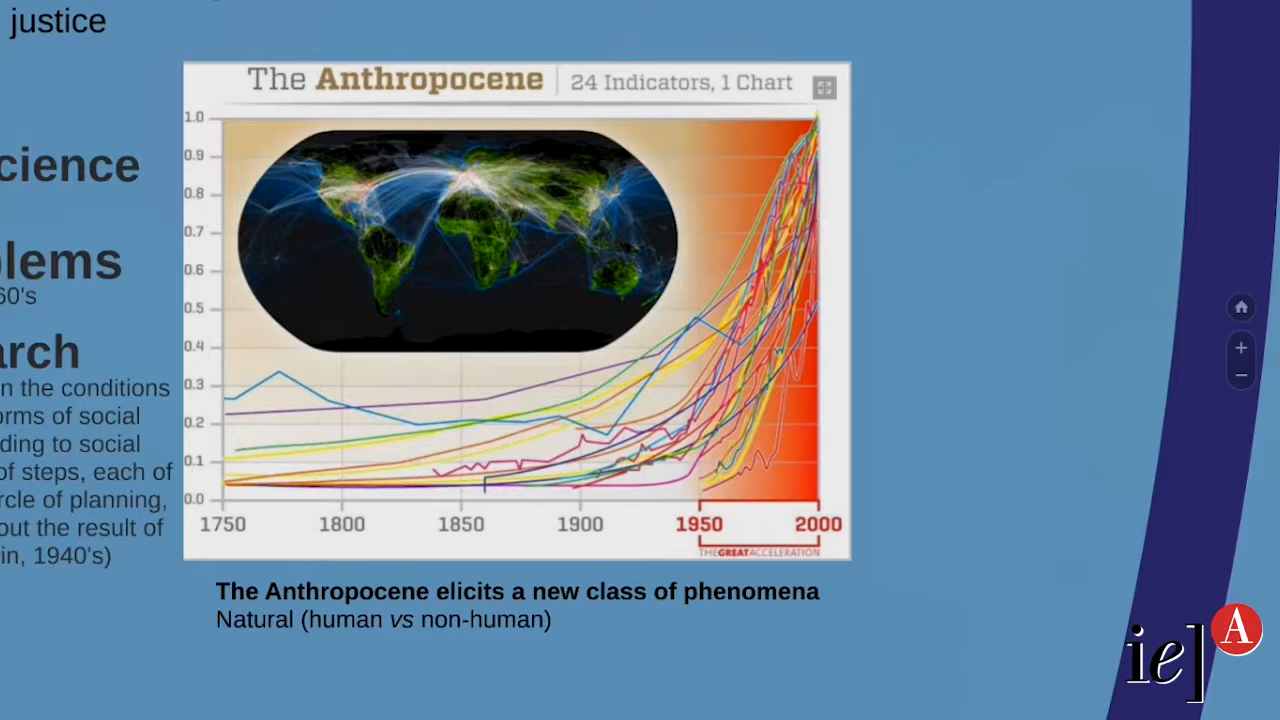 justice
cience
lems
60's
arch
n the conditions
orms of social
ding to social
of steps, each of
rcle of planning,
out the result of
in, 1940's)
The Anthropocene | 24 Indicators, 1 Chart
1.0
0.9
0.8
0.7
0.6
0.5
0.4
0.3
0.2
0.1
0.0
1750 1800 1850 1900 1950 2000
THE GREAT ACCELERATION
The Anthropocene elicits a new class of phenomena
Natural (human vs non-human)
ie] A